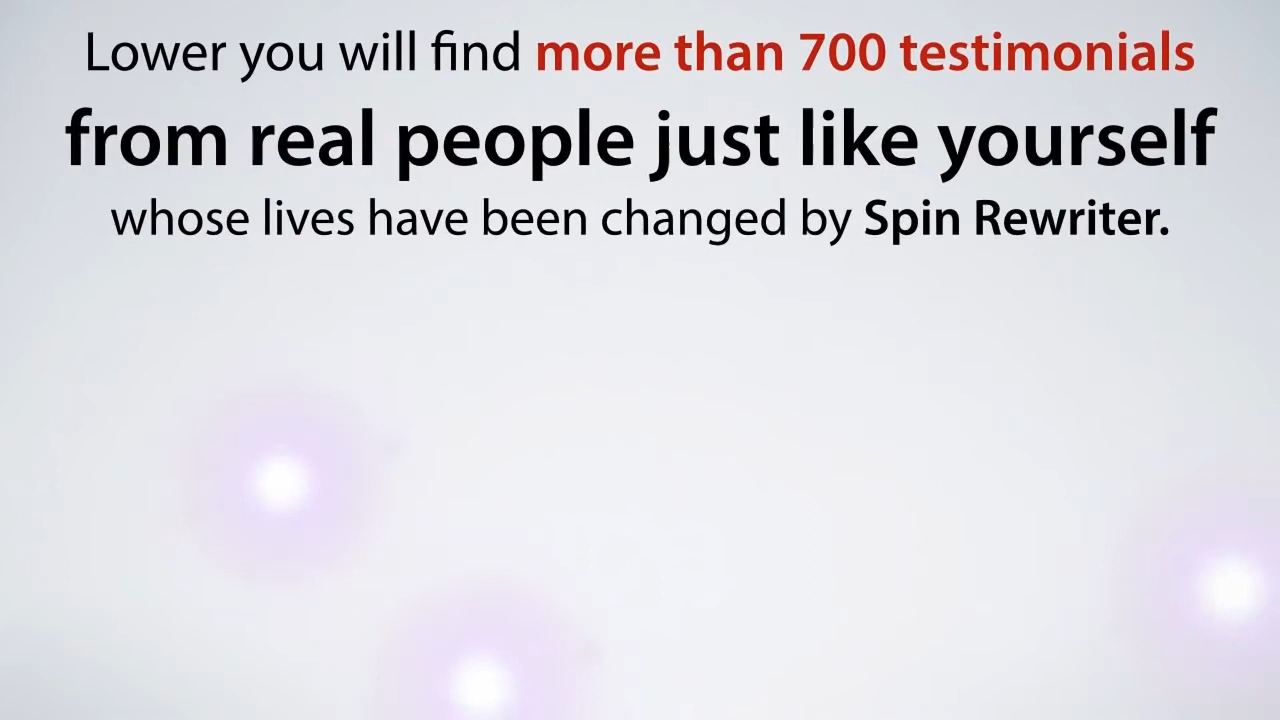 Lower you will find more than 700 testimonials
from real people just like yourself
whose lives have been changed by Spin Rewriter.